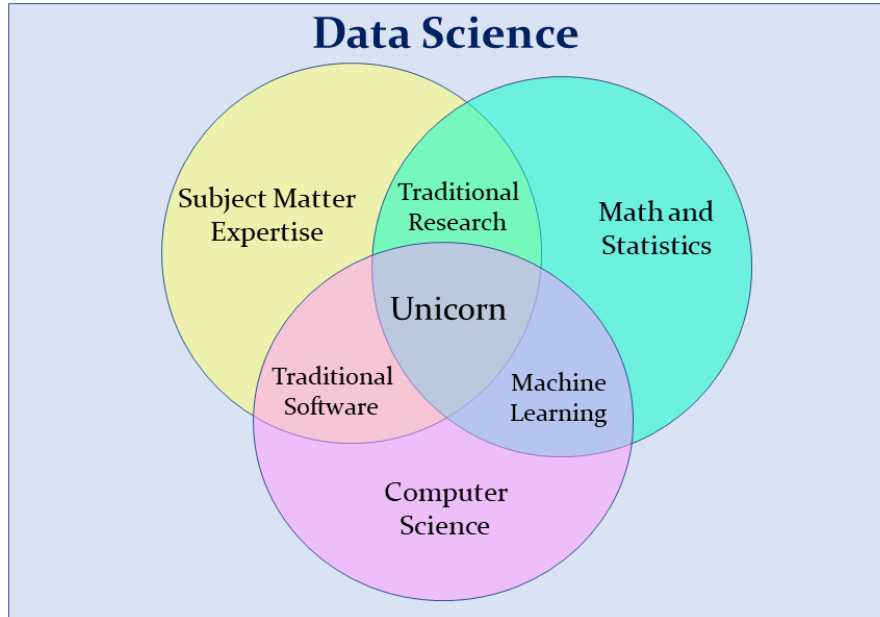 Data Science
Subject Matter
Expertise
Traditional
Research
Math and
Statistics
Unicorn
Traditional
Software
Machine
Learning
Computer
Science